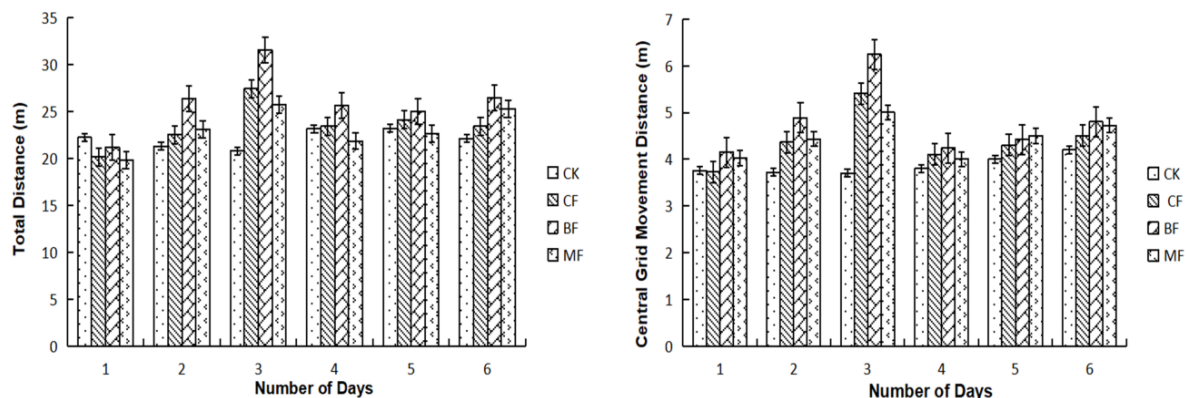 Total Distance (m)
35
30
25
20
15
10
5
0
1 2 3 4 5 6
Number of Days
CK
CF
BF
MF
Central Grid Movement Distance (m)
7
6
5
4
3
2
1
0
1 2 3 4 5 6
Number of Days
CK
CF
BF
MF